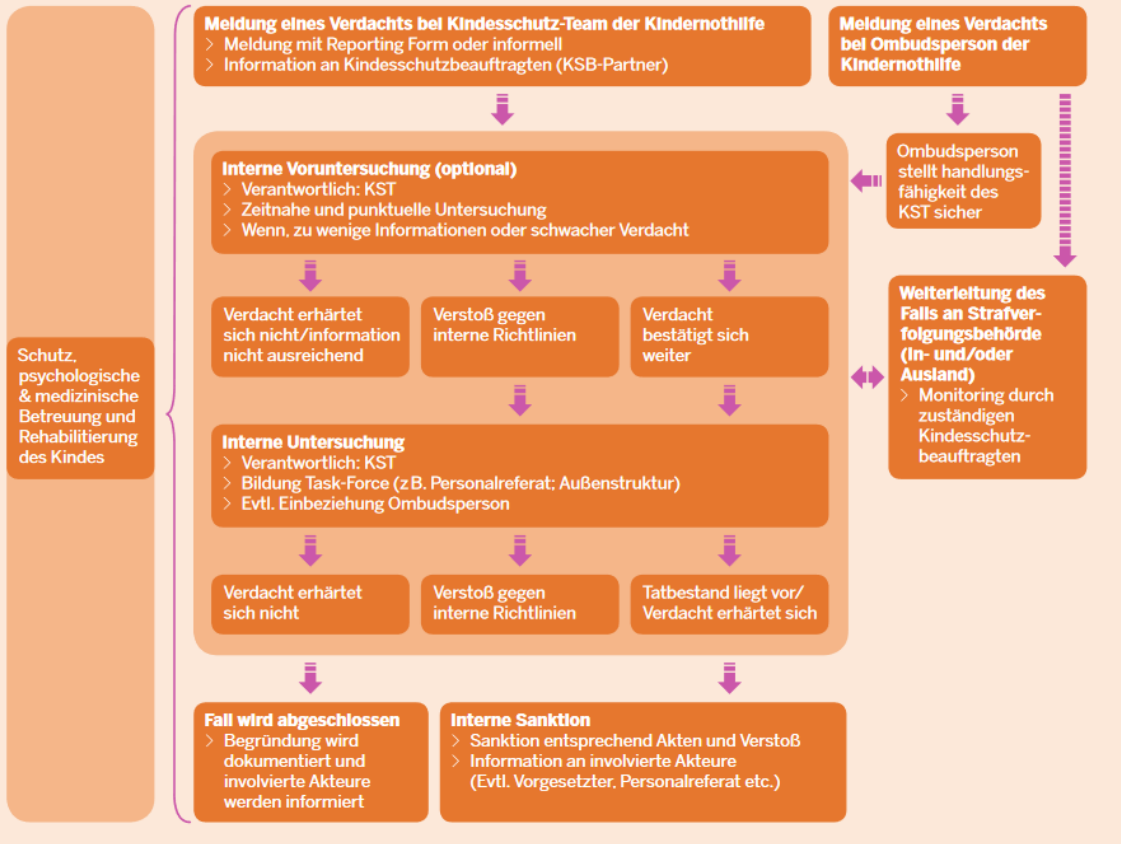 Meldung eines Verdachts bei Kindesschutz-Team der Kindernothilfe
> Meldung mit Reporting Form oder informell
> Information an Kindesschutzbeauftragten (KSB-Partner)
Meldung eines Verdachts
bei Ombudsperson der
Kindernothilfe
Ombudsperson
stellt handlungs-
fähigkeit des
KST sicher
Interne Voruntersuchung (optional)
> Verantwortlich: KST
> Zeitnahe und punktuelle Untersuchung
> Wenn, zu wenige Informationen oder schwacher Verdacht
Verdacht erhärtet
sich nicht/information
nicht ausreichend
Verstoß gegen
interne Richtlinien
Verdacht
bestätigt sich
weiter
Weiterleitung des
Falls an Strafver-
folgungsbehörde
(In- und/oder
Ausland)
> Monitoring durch
zuständigen
Kindesschutz-
beauftragten
Schutz,
psychologische
& medizinische
Betreuung und
Rehabilitierung
des Kindes
Interne Untersuchung
> Verantwortlich: KST
> Bildung Task-Force (z B. Personalreferat; Außenstruktur)
> Evtl. Einbeziehung Ombudsperson
Verdacht erhärtet
sich nicht
Verstoß gegen
interne Richtlinien
Tatbestand liegt vor/
Verdacht erhärtet sich
Fall wird abgeschlossen
> Begründung wird
dokumentiert und
involvierte Akteure
werden informiert
Interne Sanktion
> Sanktion entsprechend Akten und Verstoß
> Information an involvierte Akteure
(Evtl. Vorgesetzter, Personalreferat etc.)